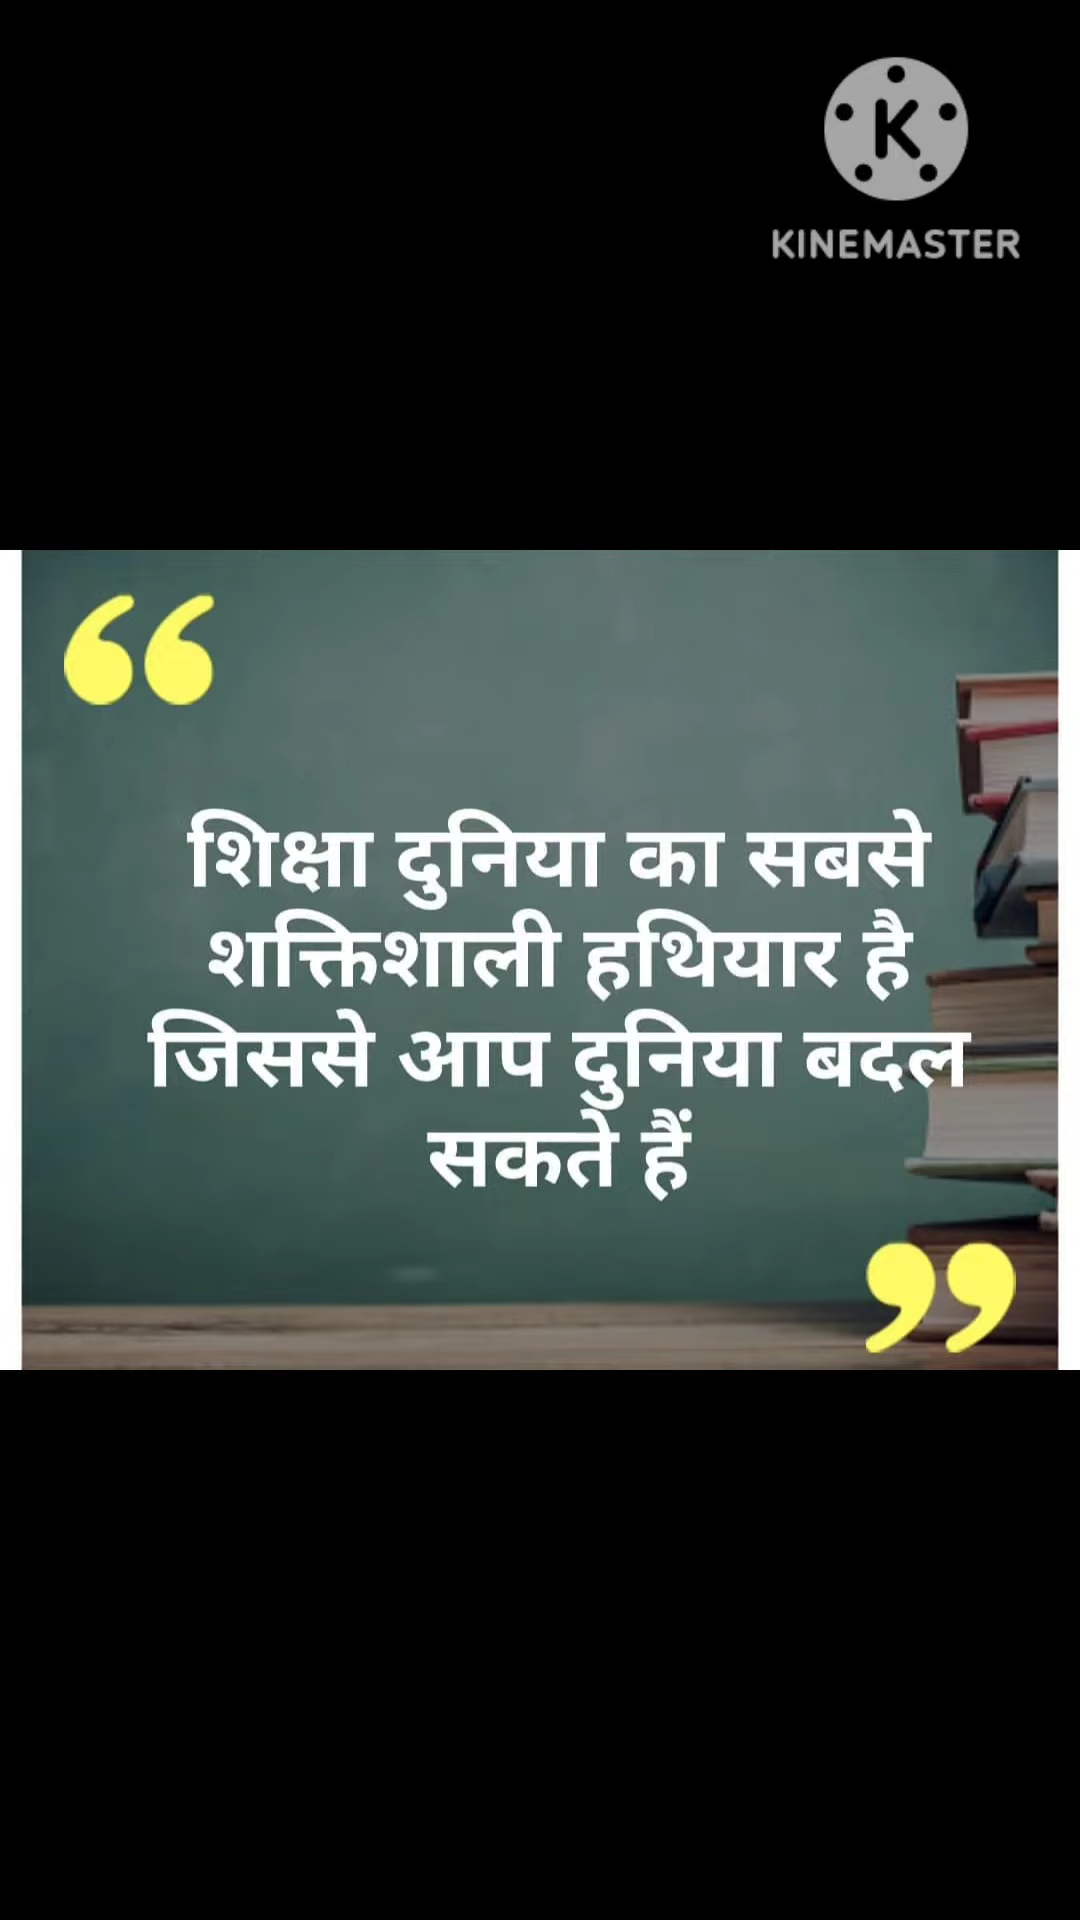 K
KINEMASTER
“
शिक्षा दुनिया का सबसे
शक्तिशाली हथियार है
जिससे आप दुनिया बदल
सकते हैं
”